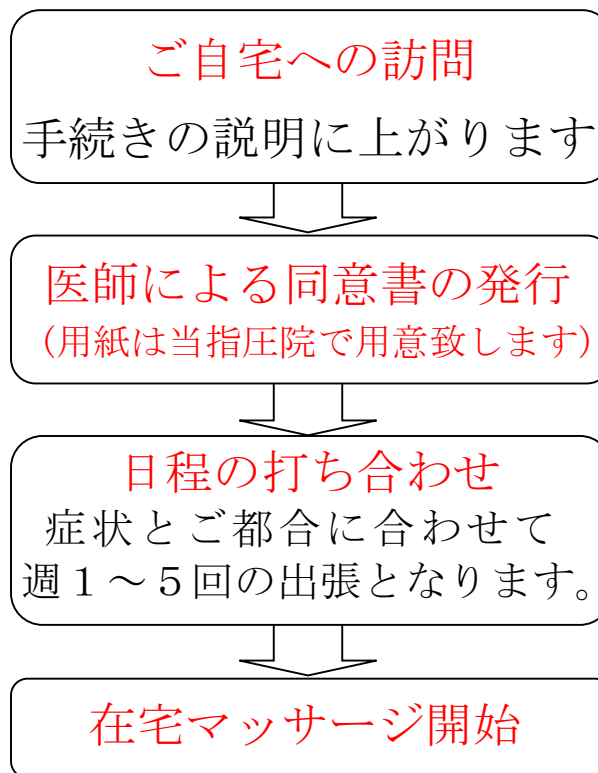 ご自宅への訪問
手続きの説明に上がります
医師による同意書の発行
（用紙は当指圧院で用意致します）
日程の打ち合わせ
症状とご都合に合わせて
週１～５回の出張となります。
在宅マッサージ開始